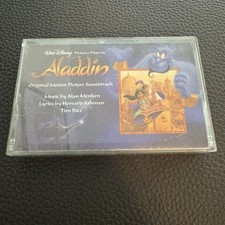 Walt Disney Pictures Presents
Aladdin
Original Motion Picture Soundtrack
Music by Alan Menken
Lyrics by Howard Ashman
Tim Rice